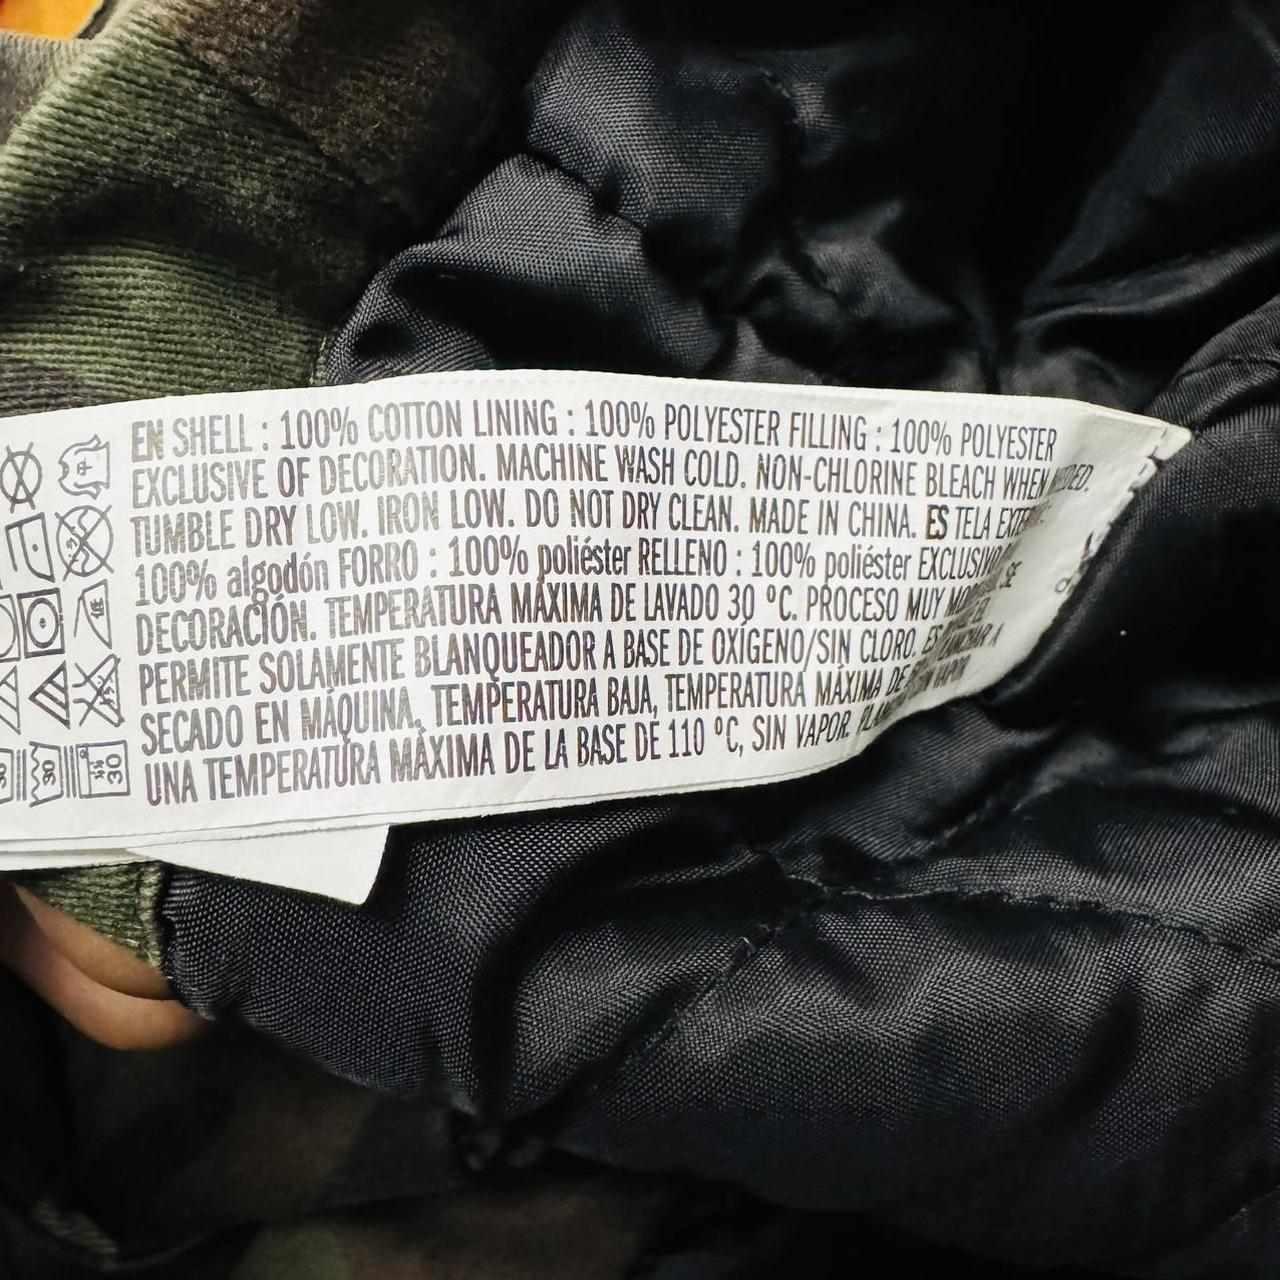 EN SHELL : 100% COTTON LINING : 100% POLYESTER FILLING : 100% POLYESTER
EXCLUSIVE OF DECORATION. MACHINE WASH COLD. NON-CHLORINE BLEACH WHEN
TUMBLE DRY LOW. IRON LOW. DO NOT DRY CLEAN. MADE IN CHINA. ES TELA
100% algodón FORRO : 100% poliéster RELLENO : 100% poliéster
DECORACIÓN. TEMPERATURA MÁXIMA DE LAVADO 30 °C. PROCESO MUY
PERMITE SOLAMENTE BLANQUEADOR A BASE DE OXÍGENO/SIN CLORO.
SECADO EN MÁQUINA, TEMPERATURA BAJA, TEMPERATURA MÁXIMA DE
UNA TEMPERATURA MÁXIMA DE LA BASE DE 110 °C, SIN VAPOR.
30
30